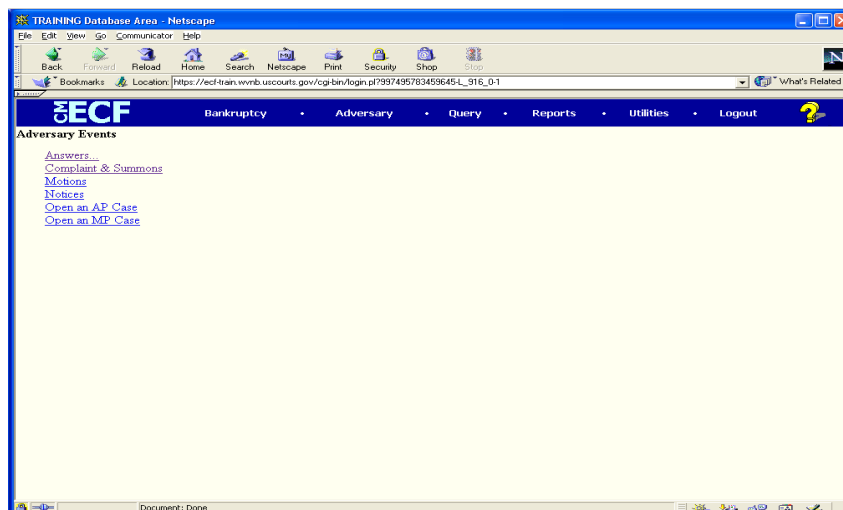 TRAINING Database Area - Netscape
File Edit View Go Communicator Help
Back Forward Reload Home Search Netscape Print Security Shop Stop
Bookmarks Location: https://ecf-train.wvnb.uscourts.gov/cgi-bin/login.pl?997495783459645-L_916_0-1 What's Related
CM ECF Bankruptcy • Adversary • Query • Reports • Utilities • Logout ?
Adversary Events
Answers...
Complaint & Summons
Motions
Notices
Open an AP Case
Open an MP Case
Document: Done